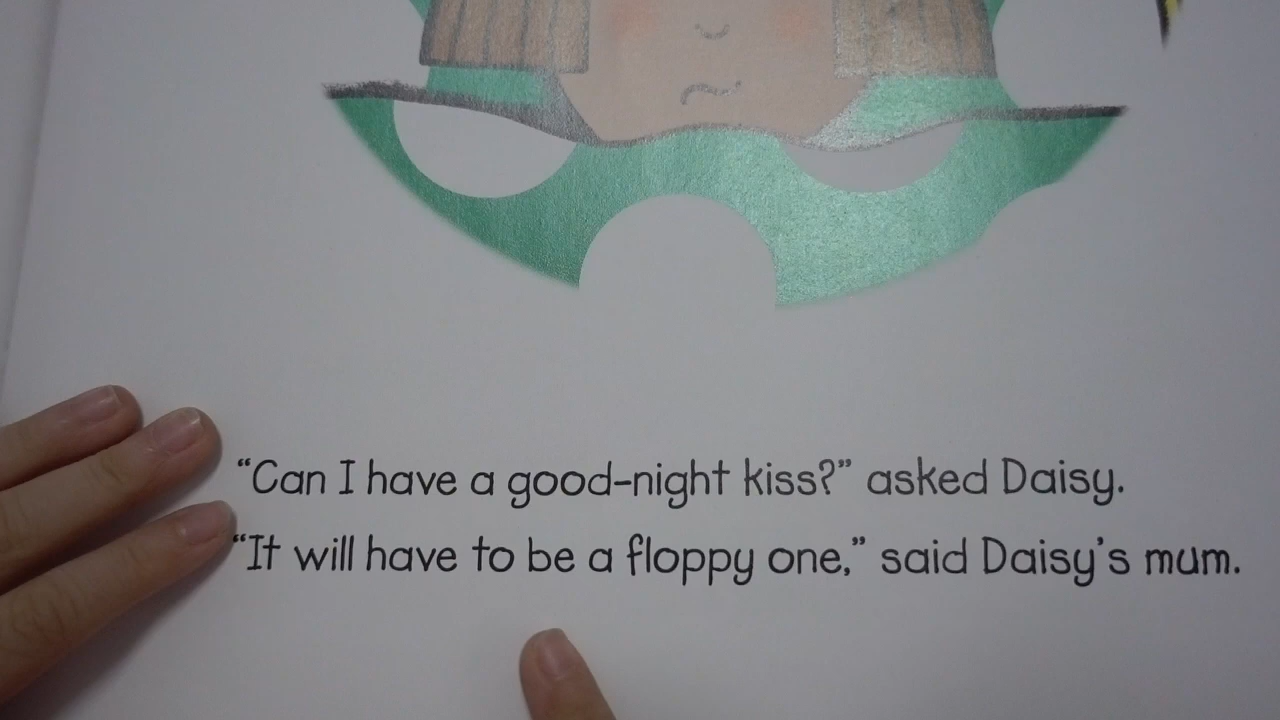 “Can I have a good-night kiss?” asked Daisy.
“It will have to be a floppy one,” said Daisy’s mum.